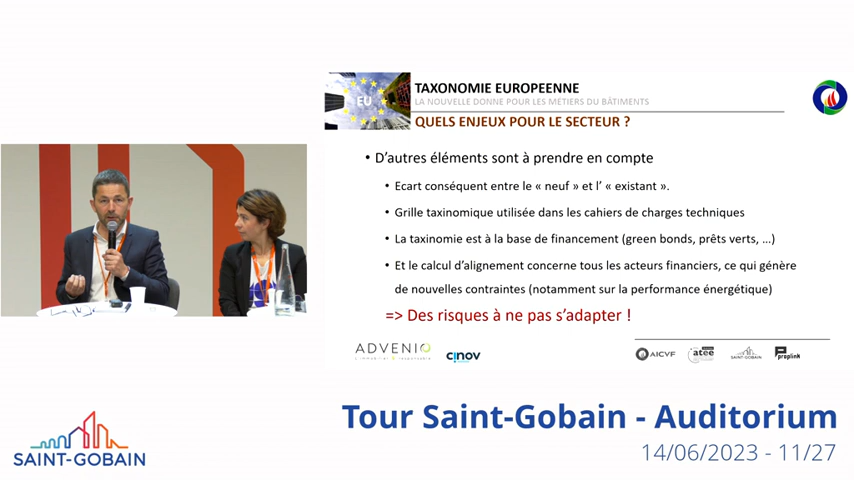 EU
TAXONOMIE EUROPEENNE
LA NOUVELLE DONNE POUR LES METIERS DU BÂTIMENTS
QUELS ENJEUX POUR LE SECTEUR ?
• D'autres éléments sont à prendre en compte
• Ecart conséquent entre le « neuf » et l' « existant ».
• Grille taxinomique utilisée dans les cahiers de charges techniques
• La taxinomie est à la base de financement (green bonds, prêts verts, …)
• Et le calcul d'alignement concerne tous les acteurs financiers, ce qui génère
de nouvelles contraintes (notamment sur la performance énergétique)
=> Des risques à ne pas s'adapter !
ADVENIO
cinov
AICVF
atee
SAINT-GOBAIN
proplink
Tour Saint-Gobain - Auditorium
14/06/2023 - 11/27
SAINT-GOBAIN